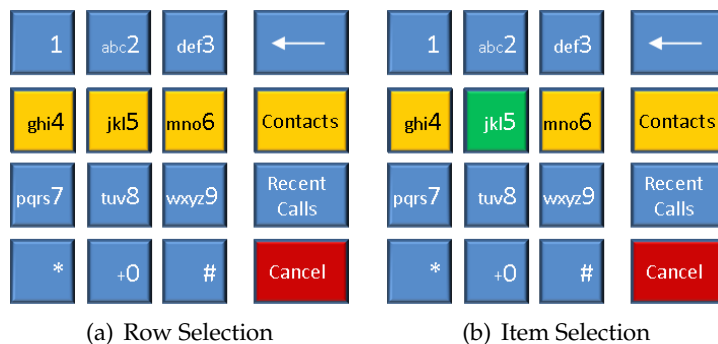 1 abc2 def3 1 abc2 def3
ghi4 jkl5 mno6 Contacts ghi4 jkl5 mno6 Contacts
pqrs7 tuv8 wxyz9 Recent Calls pqrs7 tuv8 wxyz9 Recent Calls
* +0 # Cancel * +0 # Cancel
(a) Row Selection (b) Item Selection